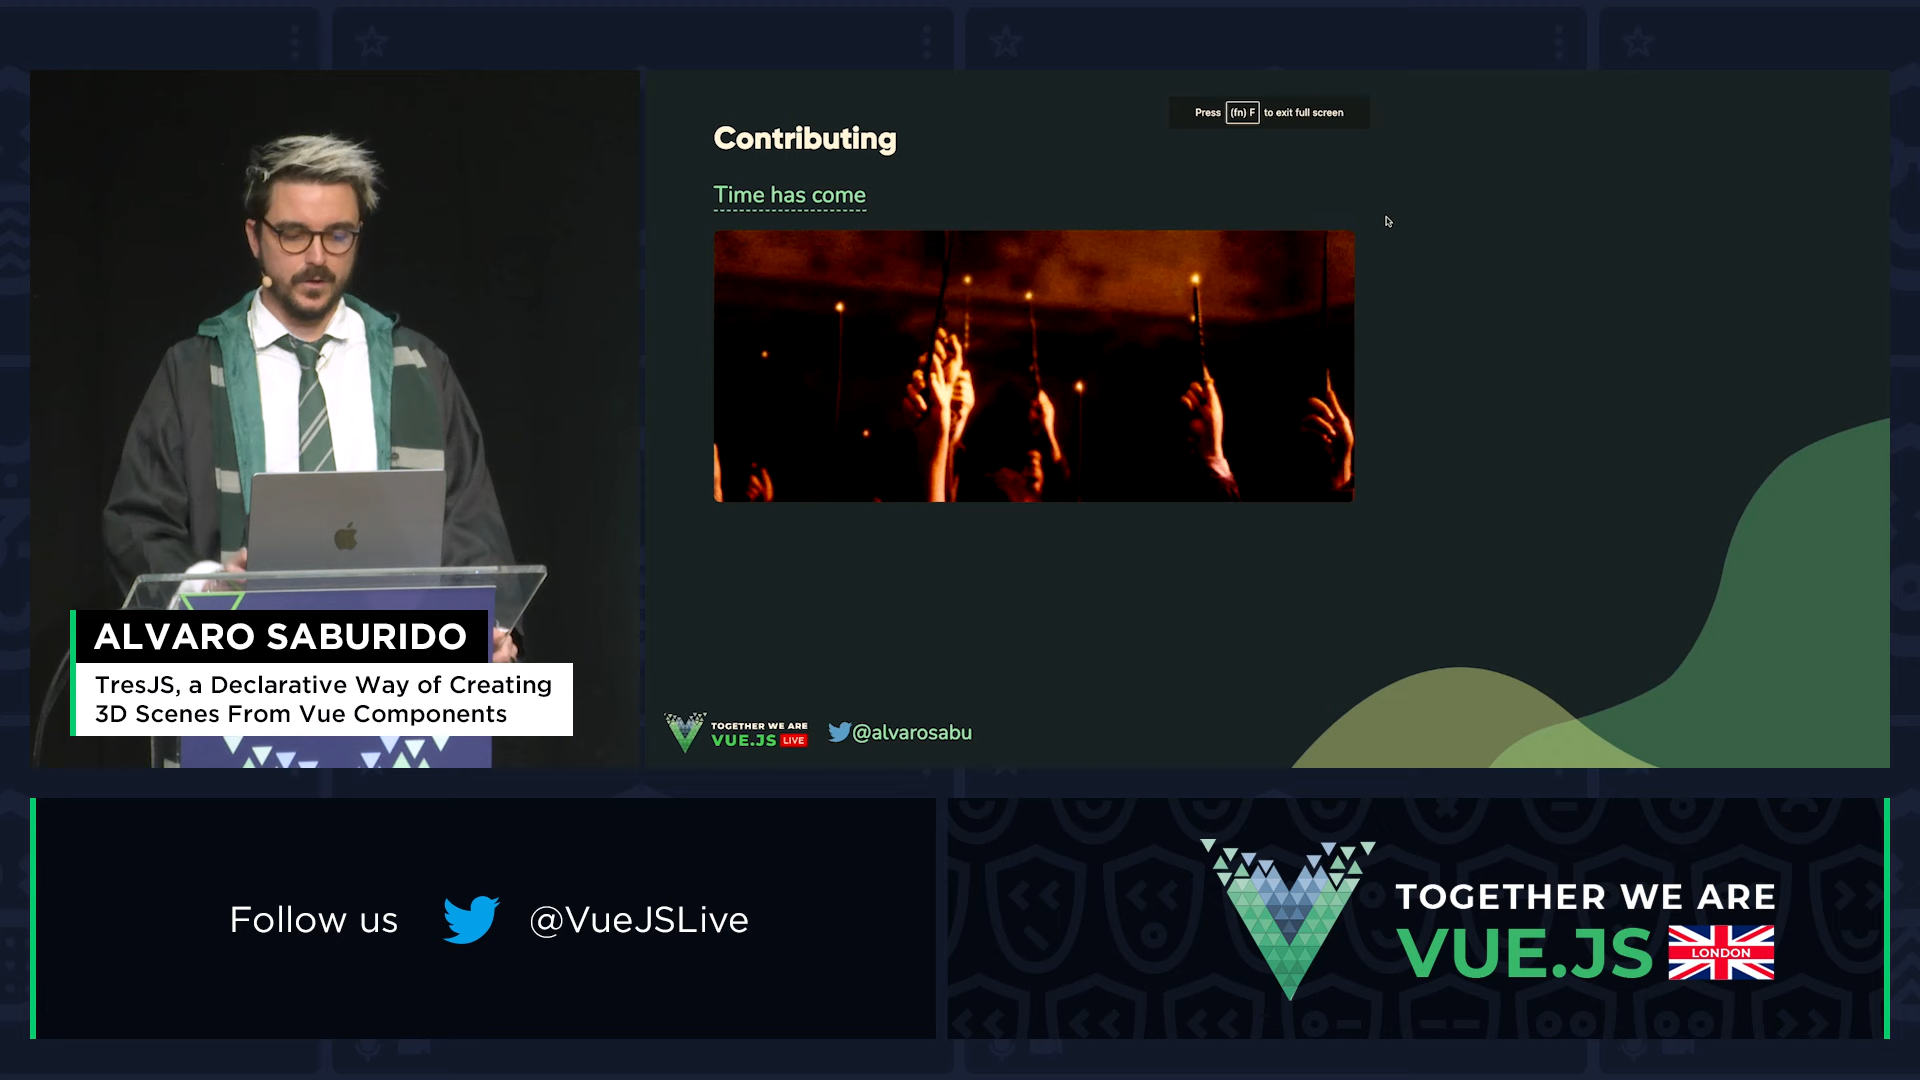 Contributing
Press (fn) F to exit full screen
Time has come
ALVARO SABURIDO
TresJS, a Declarative Way of Creating
3D Scenes From Vue Components
TOGETHER WE ARE
VUE.JS LIVE
@alvarosabu
Follow us @VueJSLive
TOGETHER WE ARE
VUE.JS LONDON